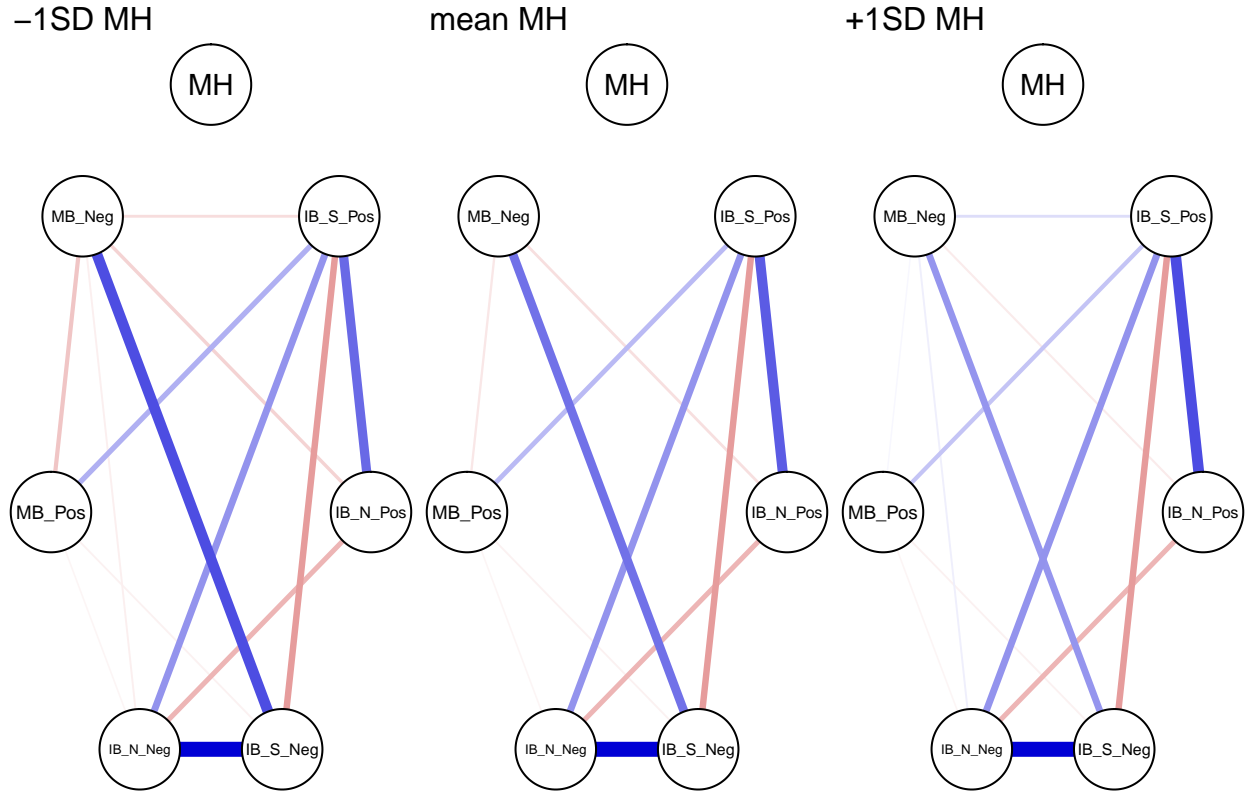 −1SD MH
mean MH
+1SD MH
MH
MH
MH
MB_Neg
IB_S_Pos
MB_Neg
IB_S_Pos
MB_Neg
IB_S_Pos
MB_Pos
IB_N_Pos
MB_Pos
IB_N_Pos
MB_Pos
IB_N_Pos
IB_N_Neg
IB_S_Neg
IB_N_Neg
IB_S_Neg
IB_N_Neg
IB_S_Neg